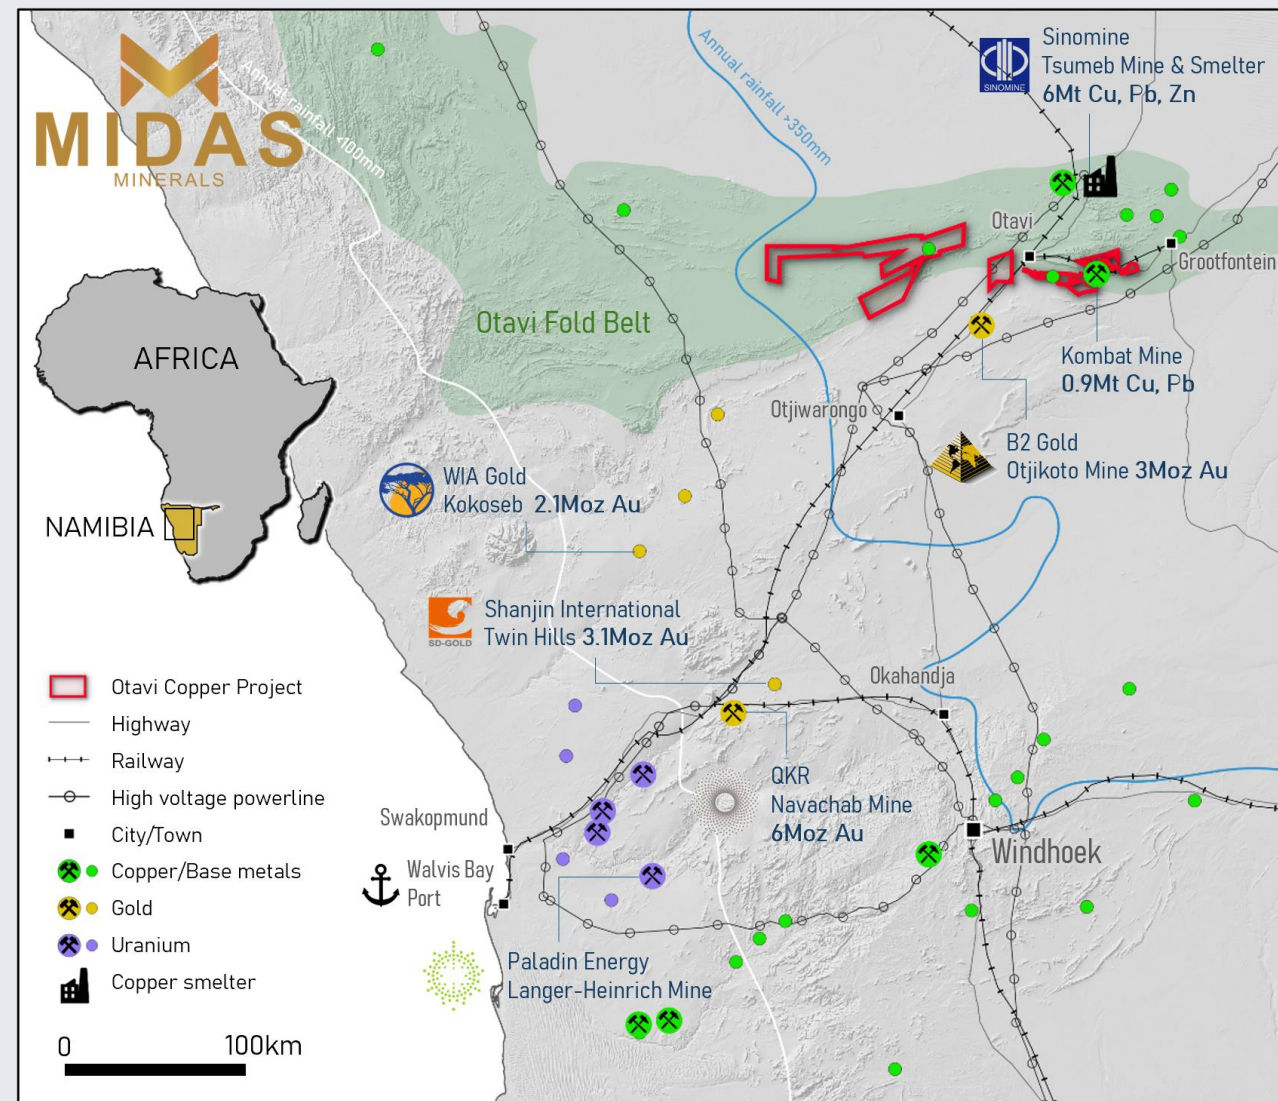 MIDAS
MINERALS
Annual rainfall <100mm
Annual rainfall >350mm
SINOMINE
Sinomine
Tsumeb Mine & Smelter
6Mt Cu, Pb, Zn
Otavi
Grootfontein
Otavi Fold Belt
Kombat Mine
0.9Mt Cu, Pb
AFRICA
Otjiwarongo
B2 Gold
Otjikoto Mine 3Moz Au
WIA Gold
Kokoseb 2.1Moz Au
NAMIBIA
SD-GOLD
Shanjin International
Twin Hills 3.1Moz Au
Okahandja
Otavi Copper Project
Highway
Railway
High voltage powerline
City/Town
Copper/Base metals
Gold
Uranium
Copper smelter
0 100km
QKR
Navachab Mine
6Moz Au
Swakopmund
Windhoek
Walvis Bay
Port
Paladin Energy
Langer-Heinrich Mine